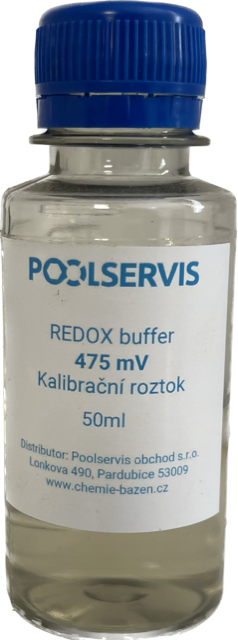 POOLSERVIS
REDOX buffer
475 mV
Kalibrační roztok
50ml
Distributor: Poolservis obchod s.r.o.
Lonkova 490, Pardubice 53009
www.chemie-bazen.cz